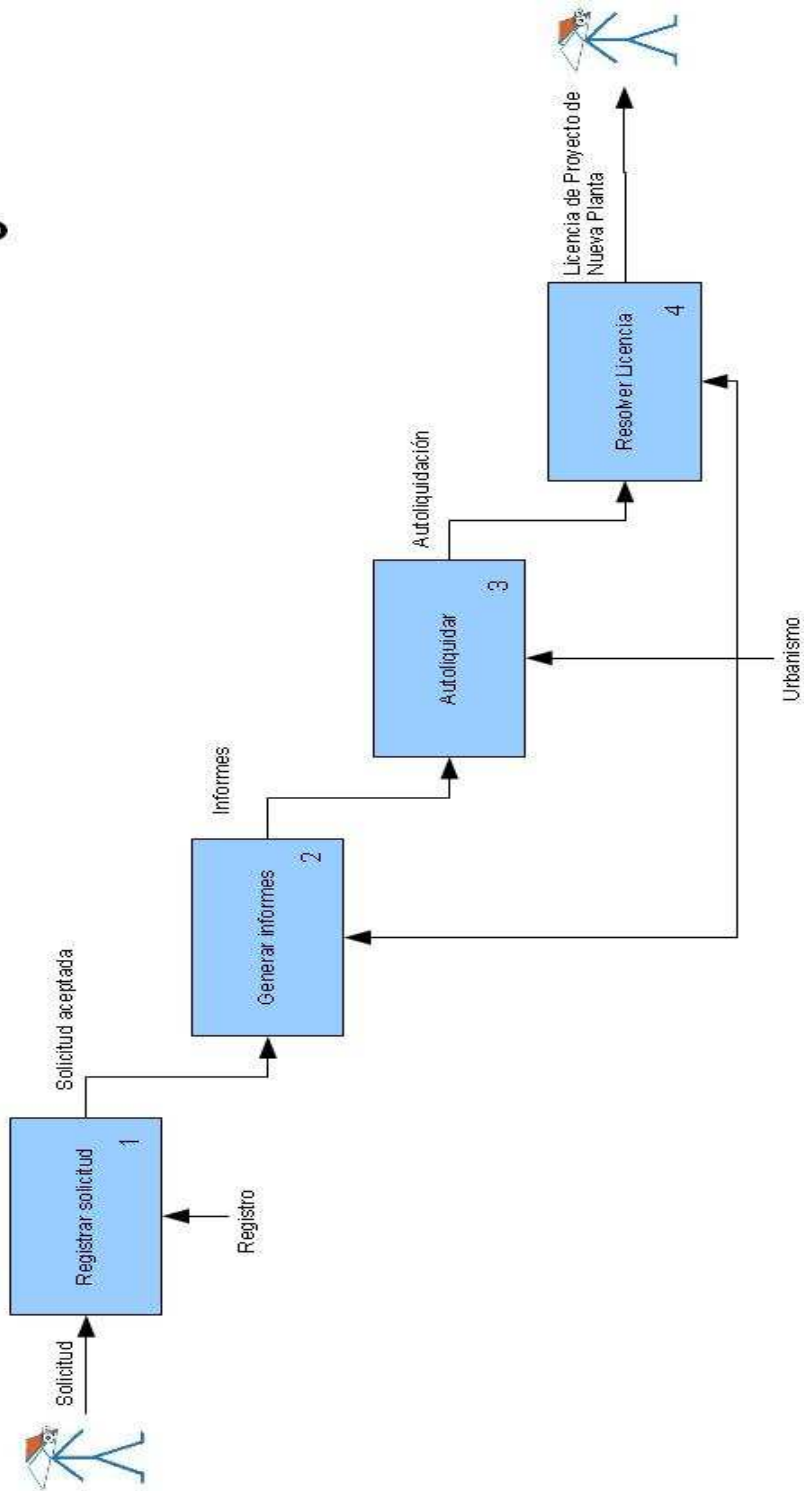 Solicitud
Registrar solicitud
1
Registro
Solicitud aceptada
Generar informes
2
Informes
Autoliquidar
3
Autoliquidación
Urbanismo
Resolver Licencia
4
Licencia de Proyecto de
Nueva Planta